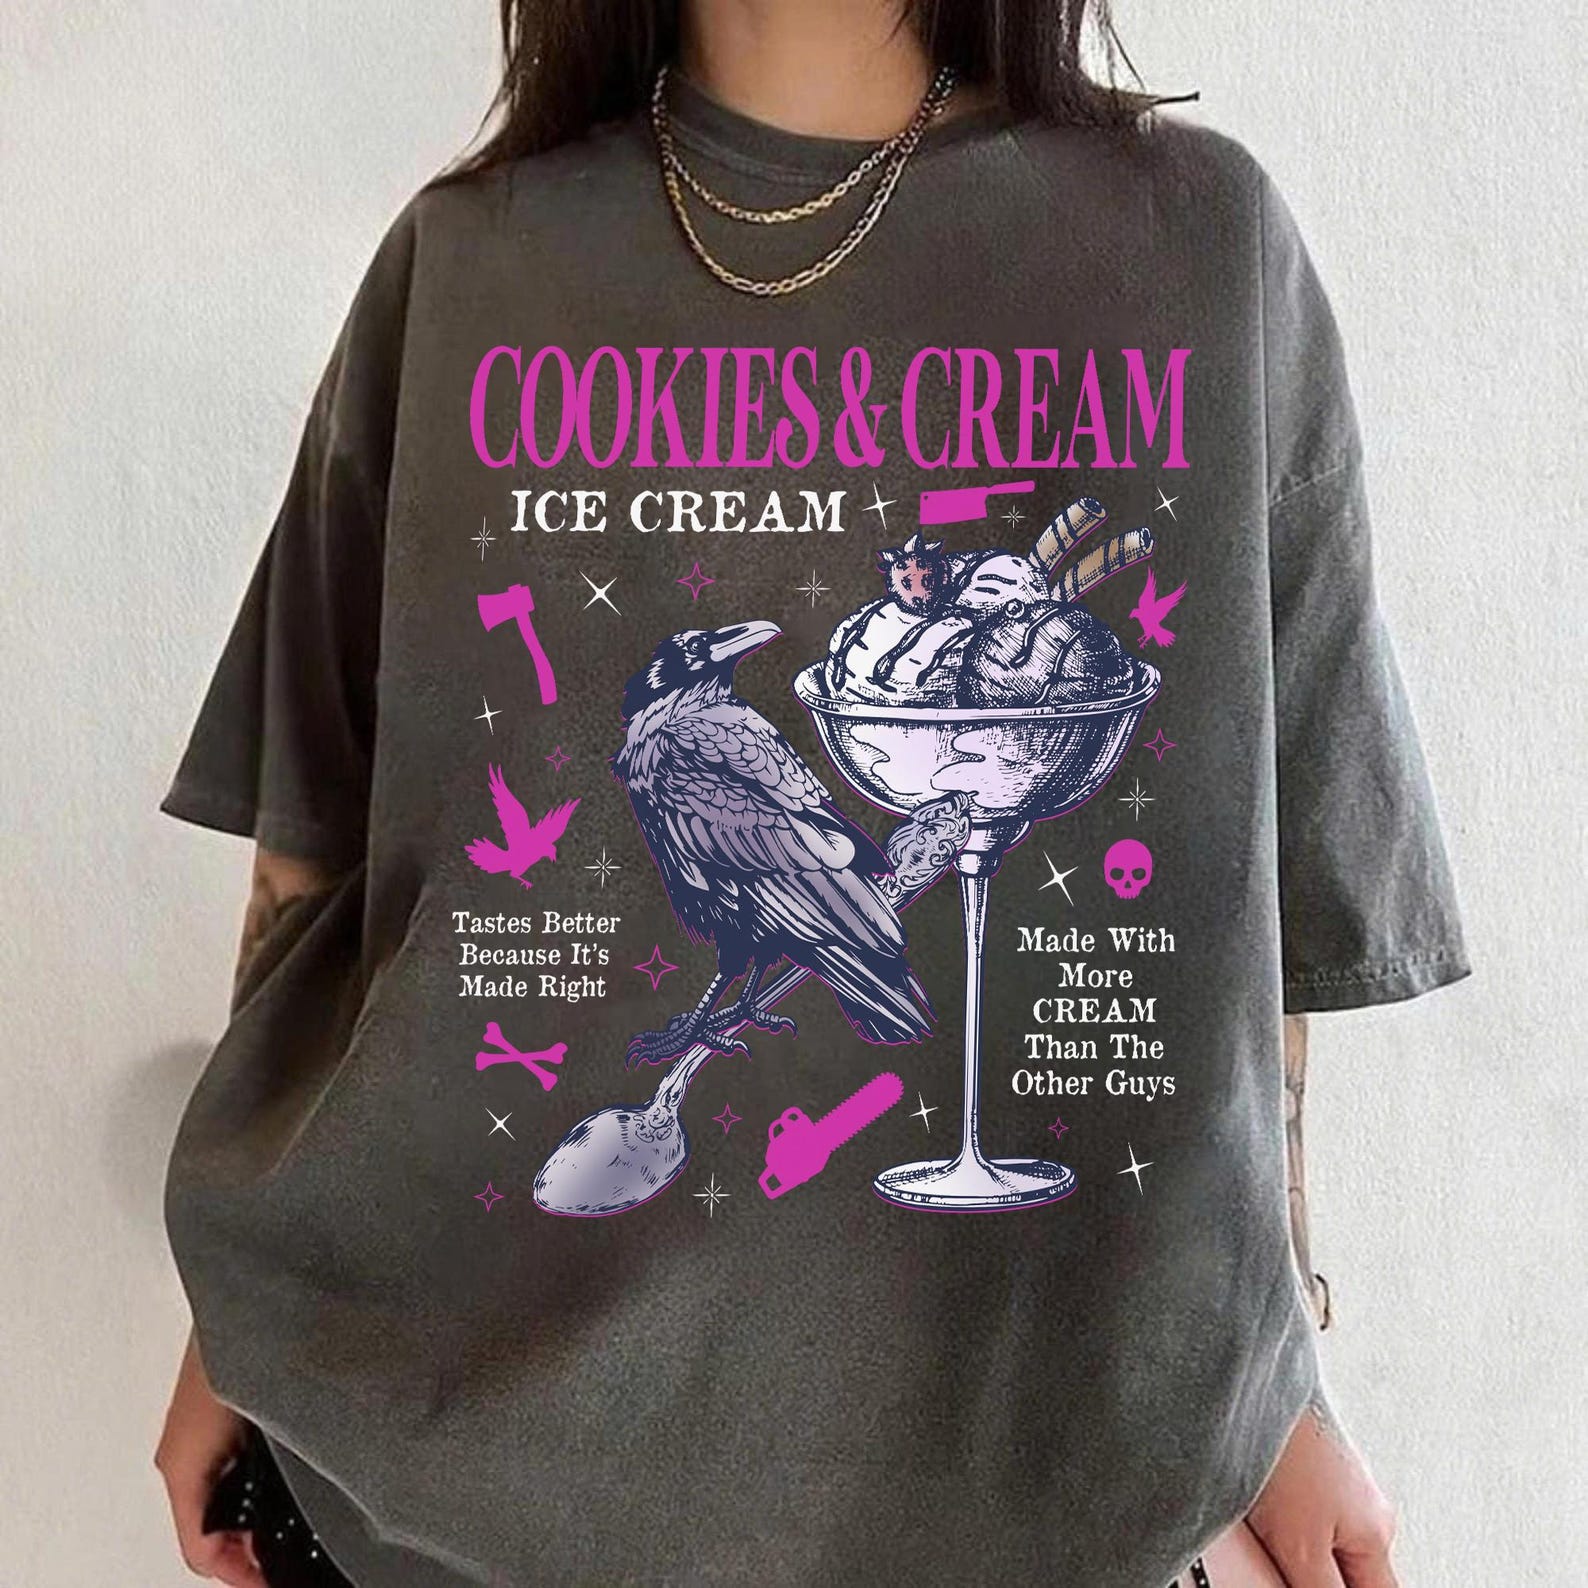 COOKIES & CREAM
ICE CREAM
Tastes Better
Because It's
Made Right
Made With
More
CREAM
Than The
Other Guys